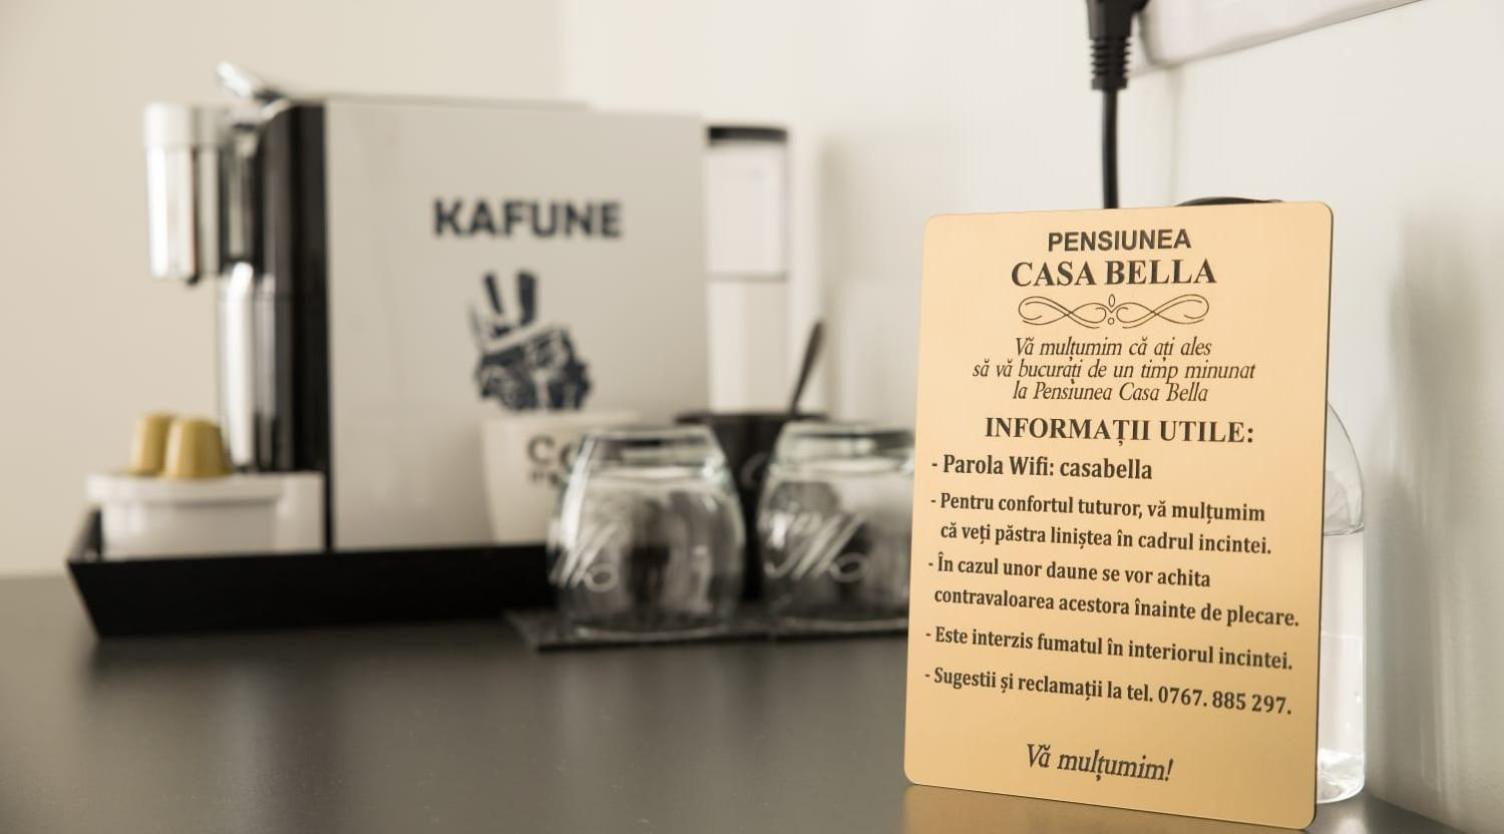 KAFUNE
PENSIUNEA
CASA BELLA
Vă mulțumim că ați ales
să vă bucurați de un timp minunat
la Pensiunea Casa Bella
INFORMAȚII UTILE:
- Parola Wifi: casabella
- Pentru confortul tuturor, vă mulțumim
că veți păstra liniștea în cadrul incintei.
- În cazul unor daune se vor achita
contravaloarea acestora înainte de plecare.
- Este interzis fumatul în interiorul incintei.
- Sugestii și reclamații la tel. 0767. 885 297.
Vă mulțumim!